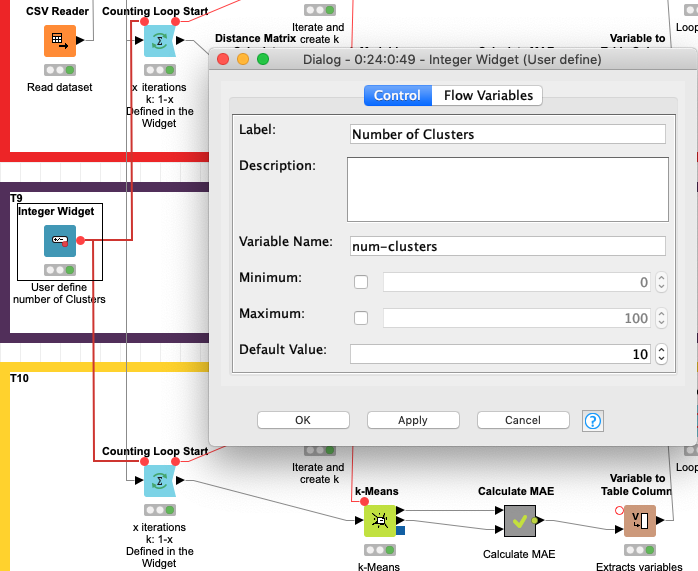 CSV Reader
Read dataset
Counting Loop Start
x iterations
k: 1-x
Defined in the
Widget
Iterate and
create k
Distance Matrix
Variable to
Loop
Dialog - 0:24:0:49 - Integer Widget (User define)
Control
Flow Variables
Label:
Number of Clusters
Description:
Variable Name:
num-clusters
Minimum:
0
Maximum:
100
Default Value:
10
OK
Apply
Cancel
?
T9
Integer Widget
User define
number of Clusters
T10
Counting Loop Start
x iterations
k: 1-x
Defined in the
Widget
Iterate and
create k
k-Means
k-Means
Calculate MAE
Calculate MAE
Variable to
Table Column
V
Extracts variables
Loop